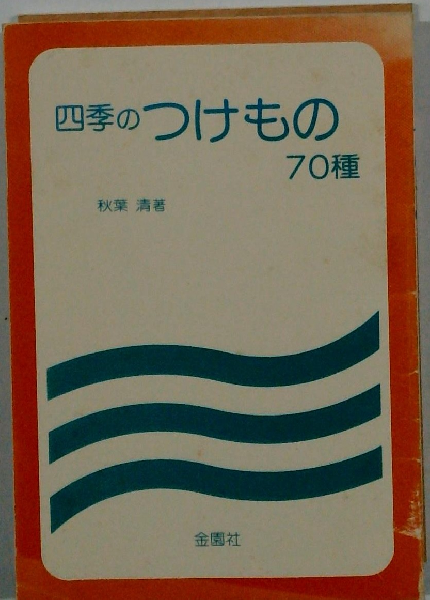 四季のつけもの
70種
秋葉 清著
金園社